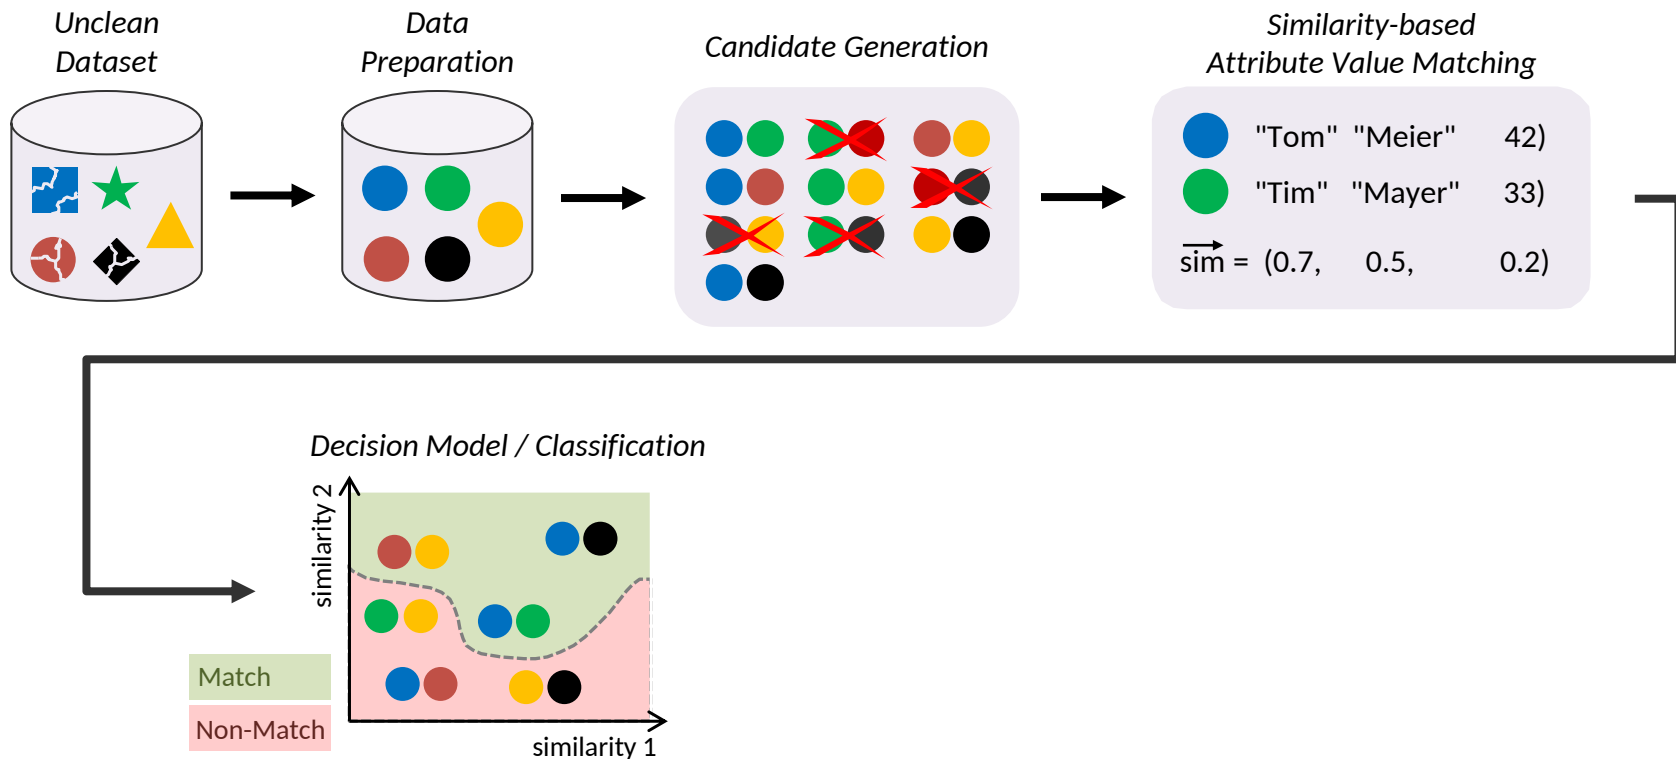 Unclean
Dataset
Data
Preparation
Candidate Generation
Similarity-based
Attribute Value Matching
"Tom" "Meier" 42)
"Tim" "Mayer" 33)
sim = (0.7, 0.5, 0.2)
Decision Model / Classification
similarity 2
Match
Non-Match
similarity 1